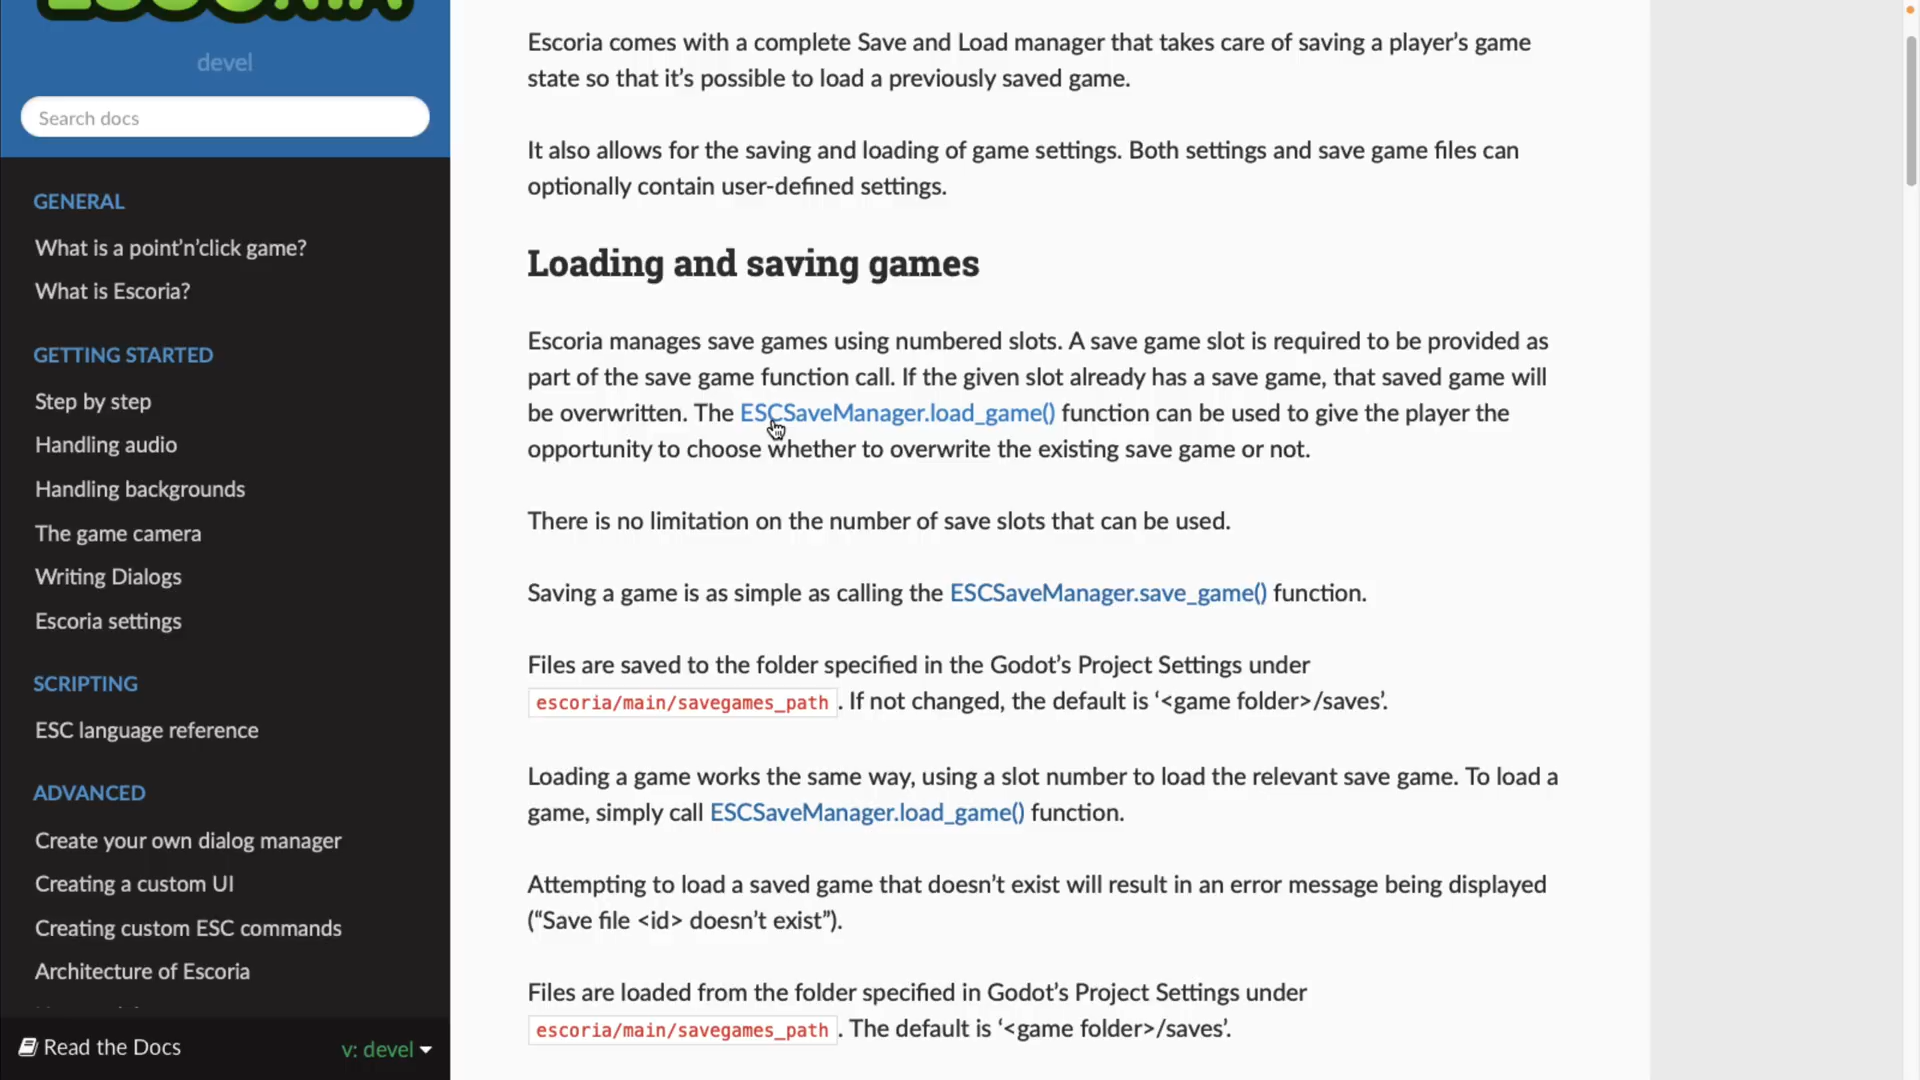 devel
Search docs
GENERAL
What is a point'n'click game?
What is Escoria?
GETTING STARTED
Step by step
Handling audio
Handling backgrounds
The game camera
Writing Dialogs
Escoria settings
SCRIPTING
ESC language reference
ADVANCED
Create your own dialog manager
Creating a custom UI
Creating custom ESC commands
Architecture of Escoria
Read the Docs
v: devel
Escoria comes with a complete Save and Load manager that takes care of saving a player’s game
state so that it’s possible to load a previously saved game.
It also allows for the saving and loading of game settings. Both settings and save game files can
optionally contain user-defined settings.
Loading and saving games
Escoria manages save games using numbered slots. A save game slot is required to be provided as
part of the save game function call. If the given slot already has a save game, that saved game will
be overwritten. The ESCSaveManager.load_game() function can be used to give the player the
opportunity to choose whether to overwrite the existing save game or not.
There is no limitation on the number of save slots that can be used.
Saving a game is as simple as calling the ESCSaveManager.save_game() function.
Files are saved to the folder specified in the Godot’s Project Settings under
escoria/main/savegames_path. If not changed, the default is ‘<game folder>/saves’.
Loading a game works the same way, using a slot number to load the relevant save game. To load a
game, simply call ESCSaveManager.load_game() function.
Attempting to load a saved game that doesn’t exist will result in an error message being displayed
(“Save file <id> doesn’t exist”).
Files are loaded from the folder specified in Godot’s Project Settings under
escoria/main/savegames_path. The default is ‘<game folder>/saves’.